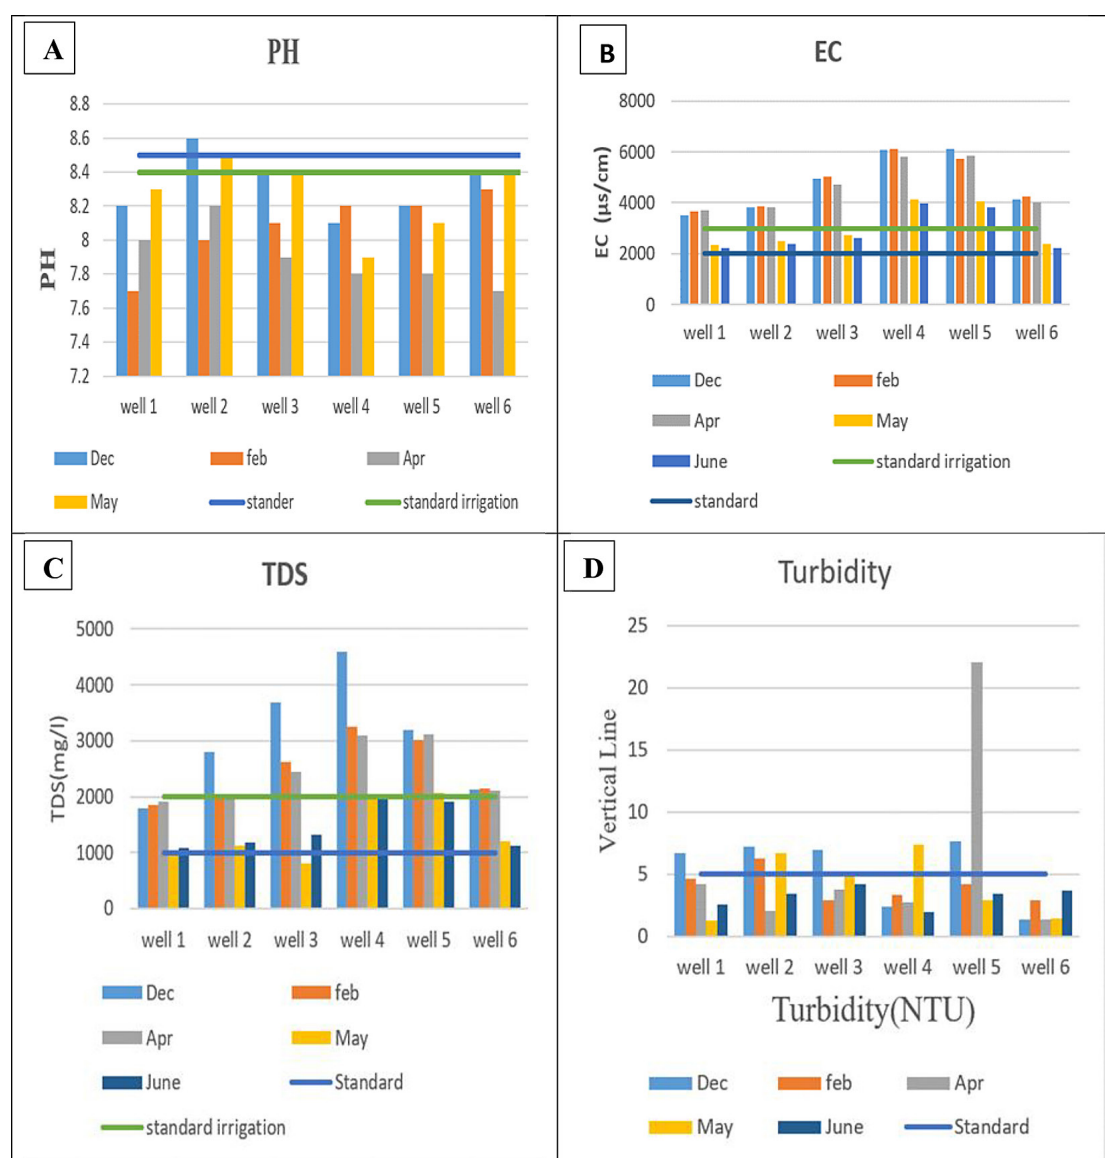 A
PH
PH
8.8
8.6
8.4
8.2
8
7.8
7.6
7.4
7.2
well 1 well 2 well 3 well 4 well 5 well 6
Dec feb Apr
May stander standard irrigation
B
EC
EC (µs/cm)
8000
6000
4000
2000
0
well 1 well 2 well 3 well 4 well 5 well 6
Dec feb
Apr May
June standard irrigation
standard
C
TDS
TDS(mg/l)
5000
4000
3000
2000
1000
0
well 1 well 2 well 3 well 4 well 5 well 6
Dec feb
Apr May
June Standard
standard irrigation
D
Turbidity
Vertical Line
25
20
15
10
5
0
well 1 well 2 well 3 well 4 well 5 well 6
Turbidity(NTU)
Dec feb Apr
May June Standard